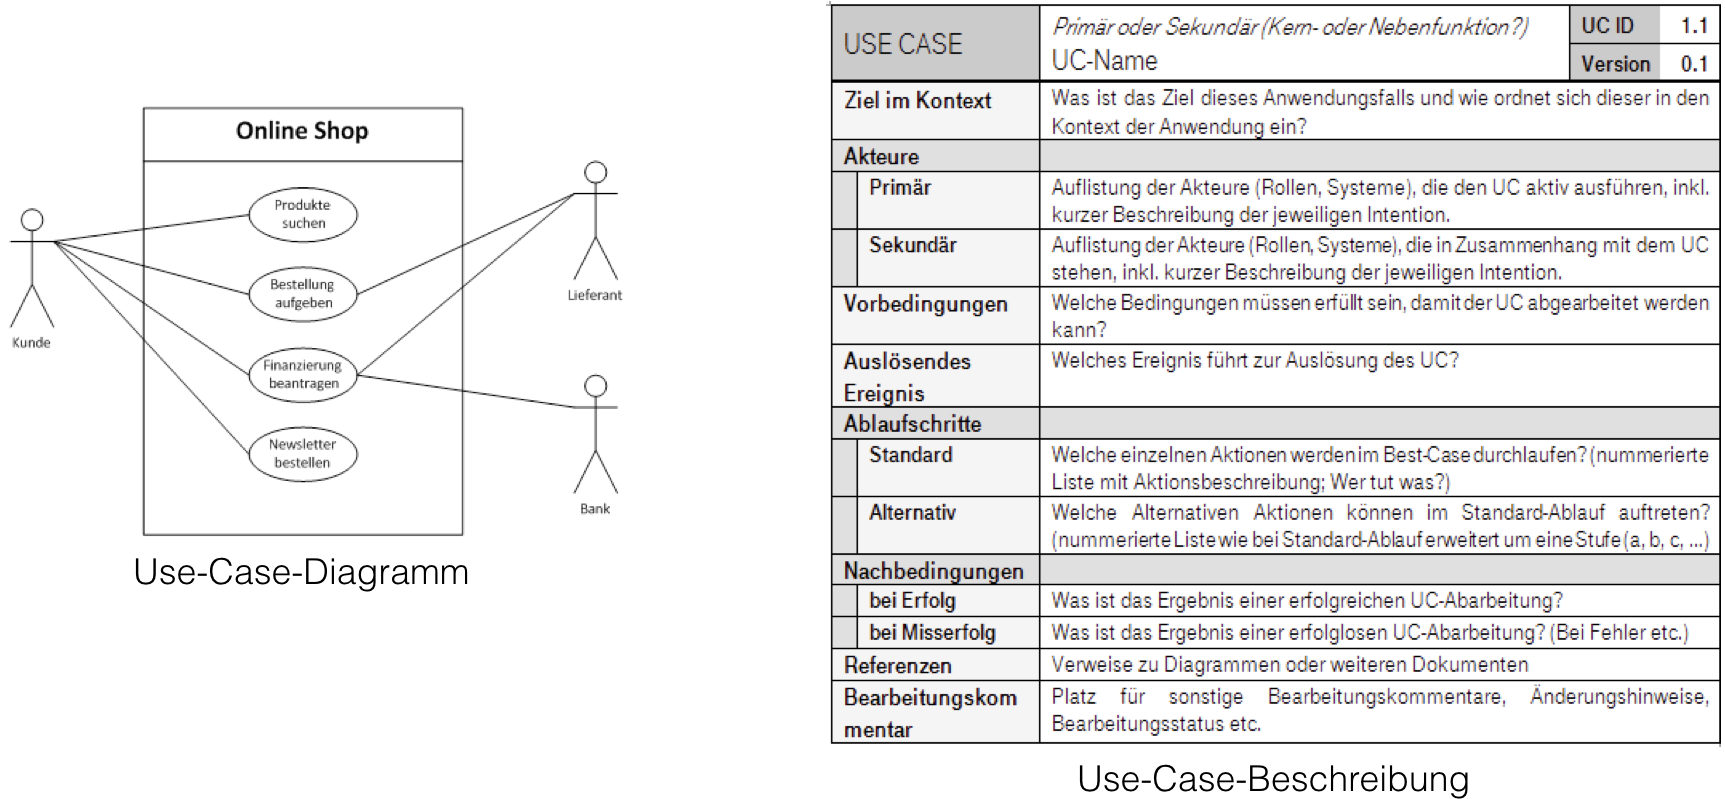 Online Shop
Produkte
suchen
Bestellung
aufgeben
Finanzierung
beantragen
Newsletter
bestellen
Kunde
Lieferant
Bank
Use-Case-Diagramm
USE CASE
Primär oder Sekundär (Kern- oder Nebenfunktion?)
UC-Name
UC ID 1.1
Version 0.1
Ziel im Kontext
Was ist das Ziel dieses Anwendungsfalls und wie ordnet sich dieser in den
Kontext der Anwendung ein?
Akteure
Primär
Auflistung der Akteure (Rollen, Systeme), die den UC aktiv ausführen, inkl.
kurzer Beschreibung der jeweiligen Intention.
Sekundär
Auflistung der Akteure (Rollen, Systeme), die in Zusammenhang mit dem UC
stehen, inkl. kurzer Beschreibung der jeweiligen Intention.
Vorbedingungen
Welche Bedingungen müssen erfüllt sein, damit der UC abgearbeitet werden
kann?
Auslösendes
Ereignis
Welches Ereignis führt zur Auslösung des UC?
Ablaufschritte
Standard
Welche einzelnen Aktionen werden im Best-Case durchlaufen? (nummerierte
Liste mit Aktionsbeschreibung; Wer tut was?)
Alternativ
Welche Alternativen Aktionen können im Standard-Ablauf auftreten?
(nummerierte Liste wie bei Standard-Ablauf erweitert um eine Stufe (a, b, c, ...)
Nachbedingungen
bei Erfolg
Was ist das Ergebnis einer erfolgreichen UC-Abarbeitung?
bei Misserfolg
Was ist das Ergebnis einer erfolglosen UC-Abarbeitung? (Bei Fehler etc.)
Referenzen
Verweise zu Diagrammen oder weiteren Dokumenten
Bearbeitungskom
mentar
Platz für sonstige Bearbeitungskommentare, Änderungshinweise,
Bearbeitungsstatus etc.
Use-Case-Beschreibung